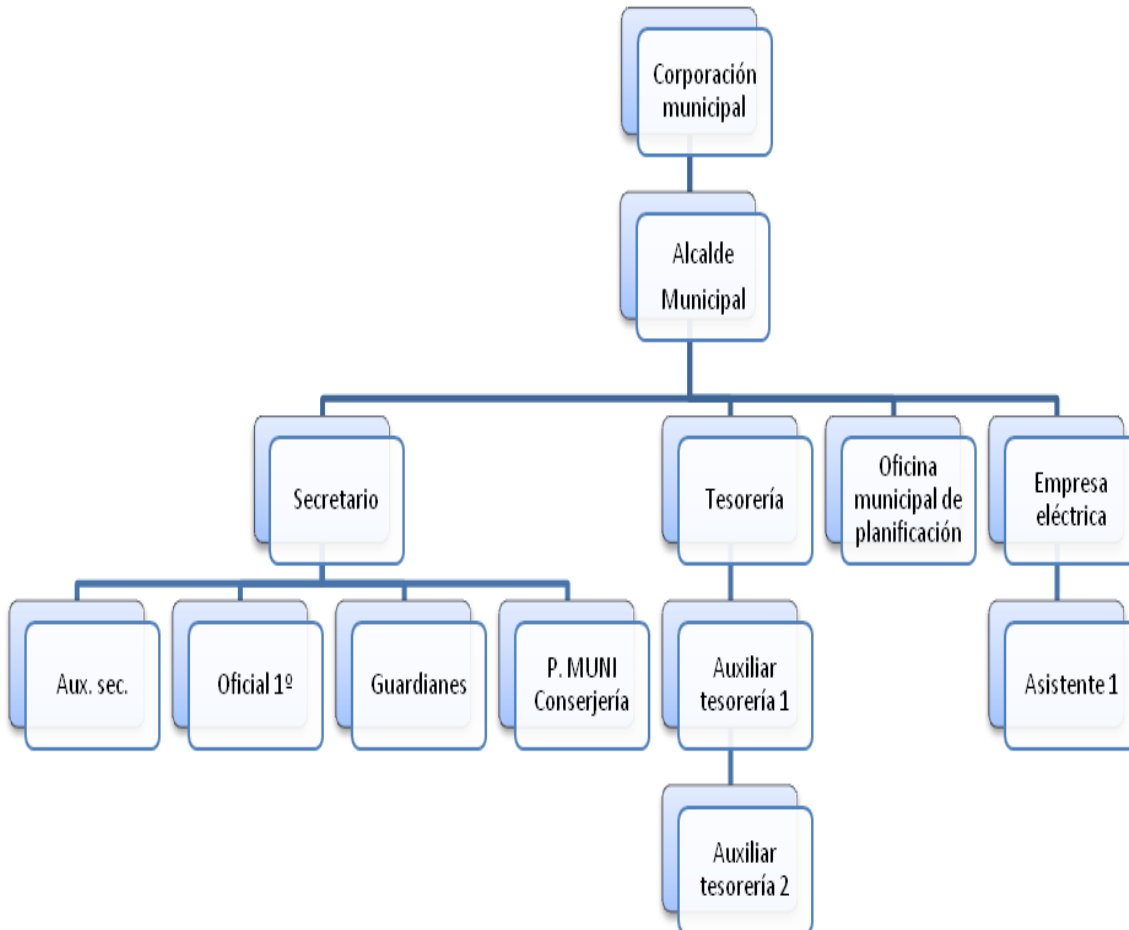 Corporación
municipal
Alcalde
Municipal
Secretario
Tesorería
Oficina
municipal de
planificación
Empresa
eléctrica
Aux. sec.
Oficial 1º
Guardianes
P. MUNI
Conserjería
Auxiliar
tesorería 1
Asistente 1
Auxiliar
tesorería 2